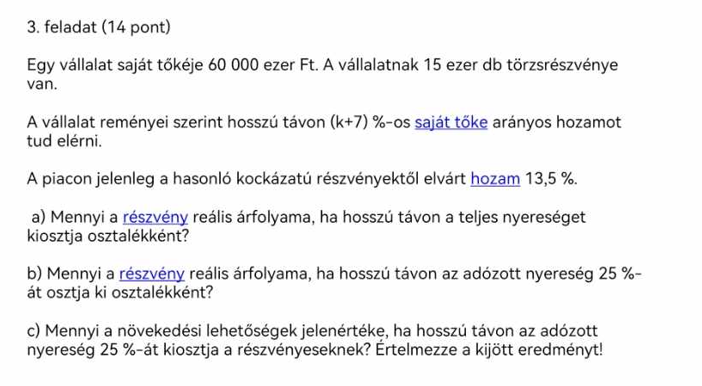 3. feladat (14 pont)
Egy vállalat saját tőkéje 60 000 ezer Ft. A vállalatnak 15 ezer db törzsrészvénye
van.
A vállalat reményei szerint hosszú távon (k+7) %-os saját tőke arányos hozamot
tud elérni.
A piacon jelenleg a hasonló kockázatú részvényektől elvárt hozam 13,5 %.
a) Mennyi a részvény reális árfolyama, ha hosszú távon a teljes nyereséget
kiosztja osztalékként?
b) Mennyi a részvény reális árfolyama, ha hosszú távon az adózott nyereség 25 %-
át osztja ki osztalékként?
c) Mennyi a növekedési lehetőségek jelenértéke, ha hosszú távon az adózott
nyereség 25 %-át kiosztja a részvényeseknek? Értelmezze a kijött eredményt!